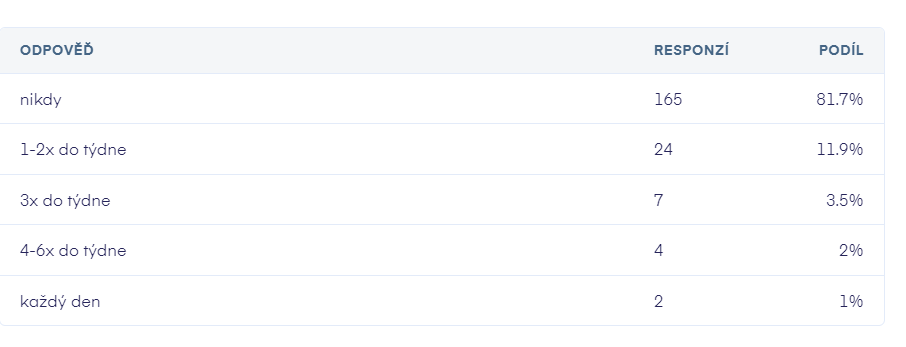 ODPOVĚĎ RESPONZÍ PODÍL
nikdy 165 81.7%
1-2x do týdne 24 11.9%
3x do týdne 7 3.5%
4-6x do týdne 4 2%
každý den 2 1%